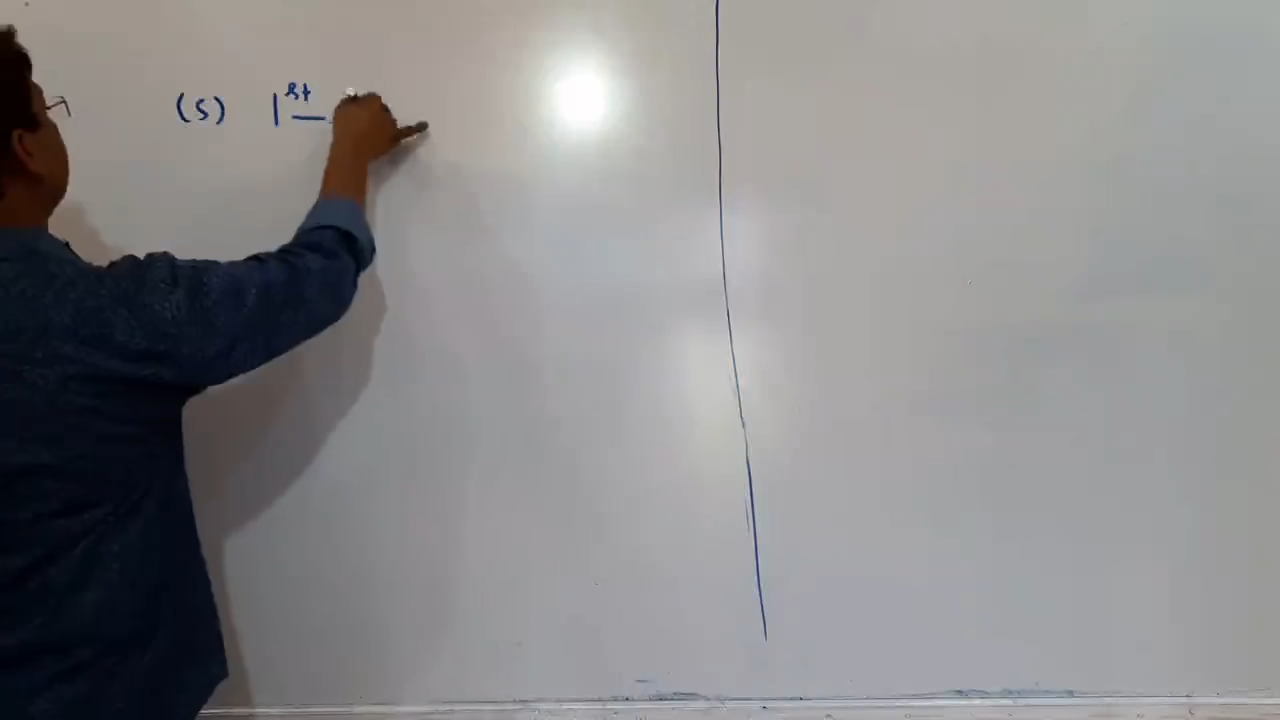 (5) 1st —